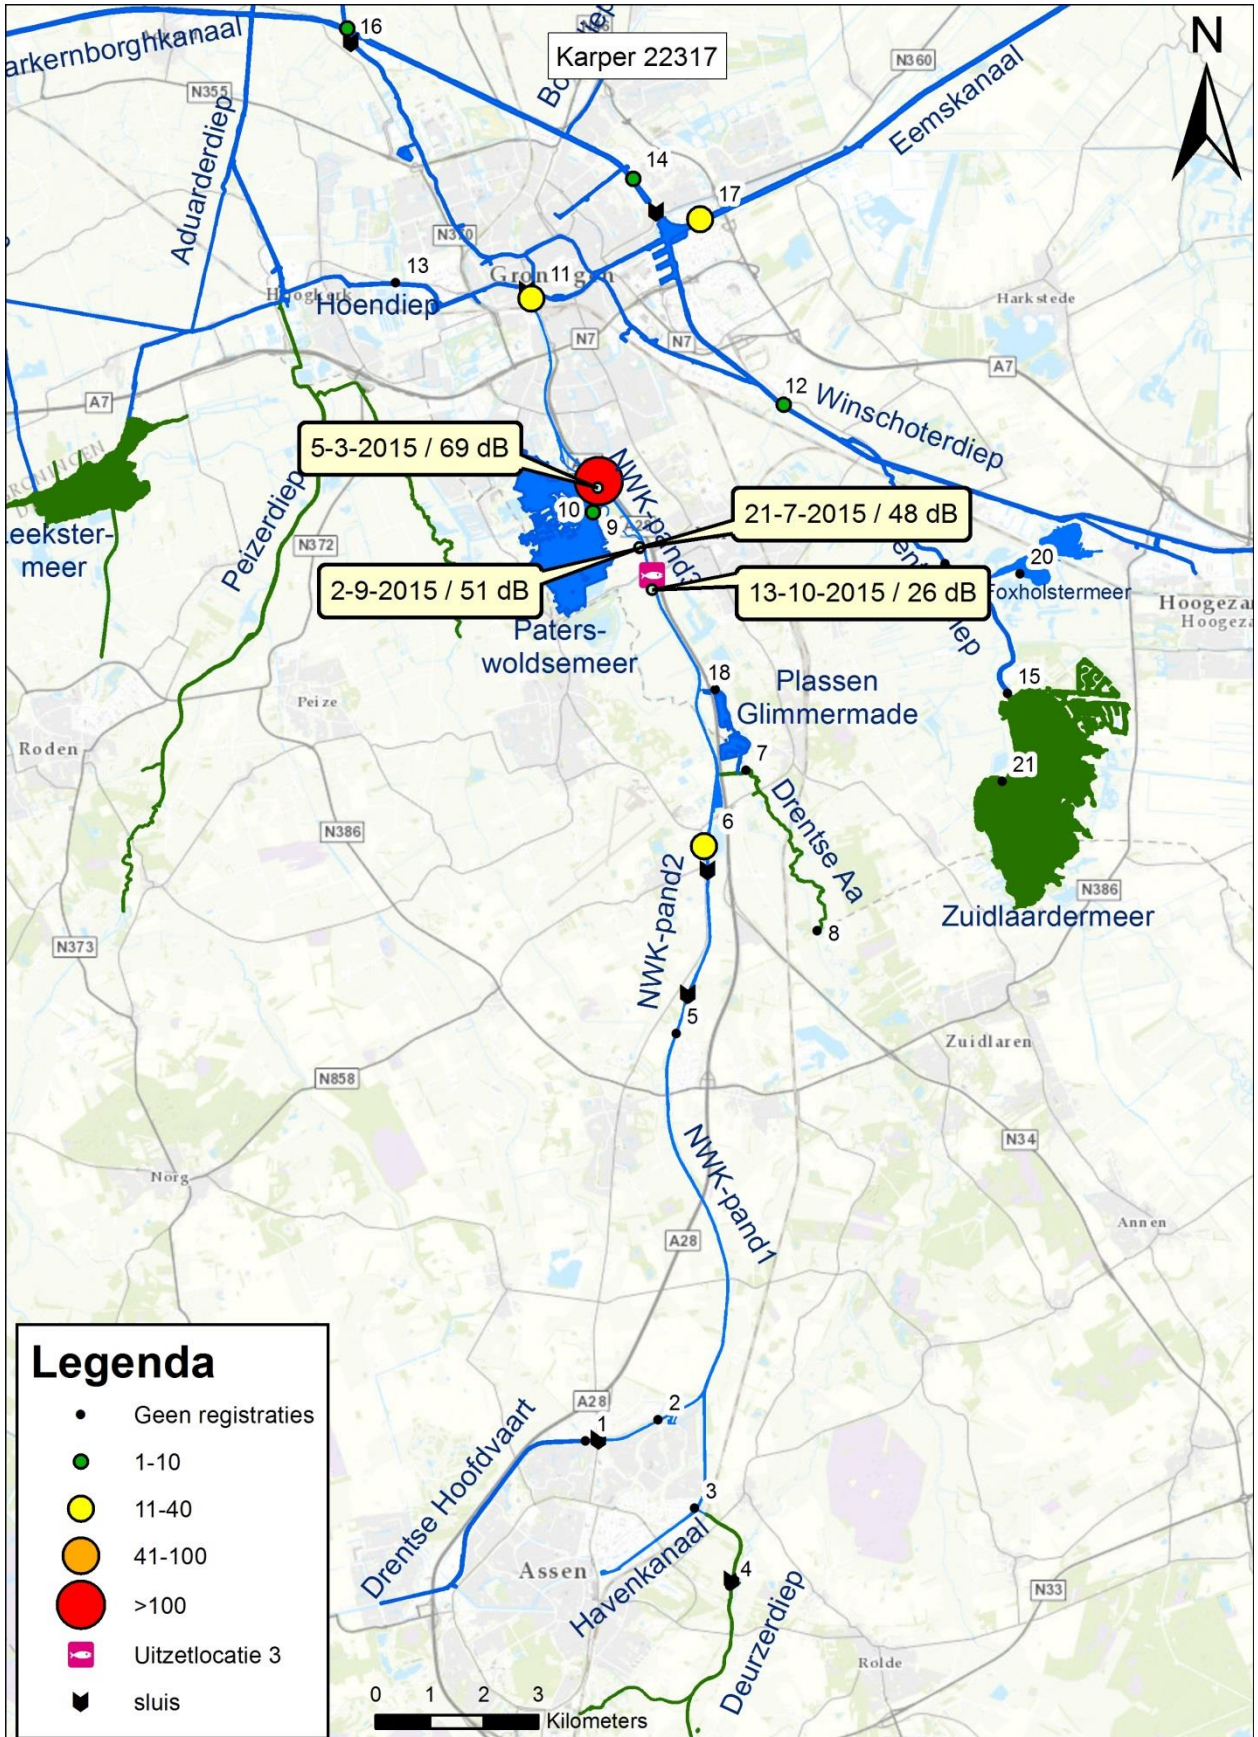 16
Karper 22317
N
N360
Eemskanaal
N355
Aduarderdiep
14
17
N370
13
11
Groningen
Hoogkerk
Hoendiep
Harkstede
N7
N7
A7
12
Winschoterdiep
A7
5-3-2015 / 69 dB
NWK-pand3
10
9
A28
21-7-2015 / 48 dB
Peizerdiep
N372
meer
2-9-2015 / 51 dB
13-10-2015 / 26 dB
20
Foxholstermeer
Paters-
woldsemeer
18
Plassen
Glimmermade
15
Peize
Roden
7
21
Drentse Aa
6
N386
N386
NWK-pand2
Zuidlaardermeer
8
N373
5
Zuidlaren
N858
N34
NWK-pand1
Norg
Annen
A28
Legenda
Geen registraties
1-10
11-40
41-100
>100
Uitzetlocatie 3
sluis
A28
2
1
Drentse Hoofdvaart
3
Assen
Havenkanaal
4
N33
Deurzerdiep
Rolde
0 1 2 3
Kilometers